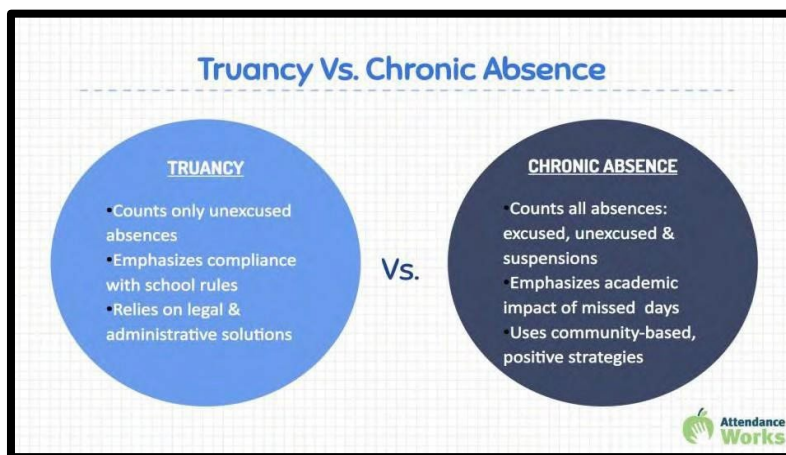 Truancy Vs. Chronic Absence
TRUANCY
•Counts only unexcused
absences
•Emphasizes compliance
with school rules
•Relies on legal &
administrative solutions
Vs.
CHRONIC ABSENCE
•Counts all absences:
excused, unexcused &
suspensions
•Emphasizes academic
impact of missed days
•Uses community-based,
positive strategies
Attendance
Works